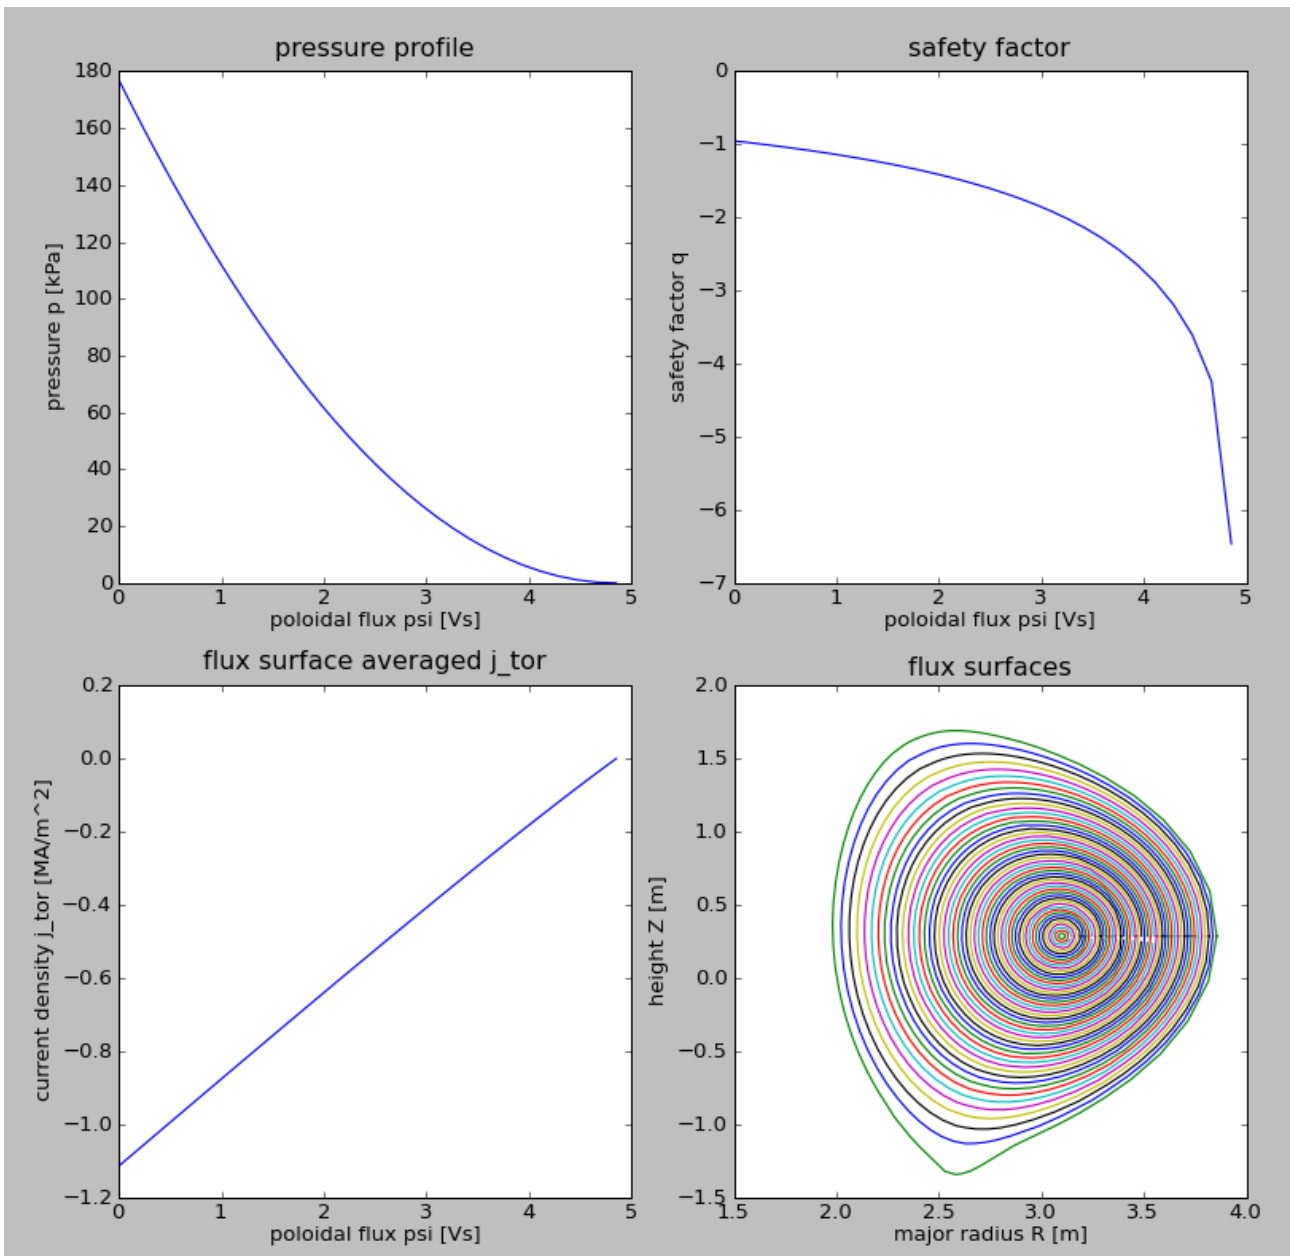 pressure profile
180
160
140
120
100
80
60
40
20
0
pressure p [kPa]
0 1 2 3 4 5
poloidal flux psi [Vs]
safety factor
0
−1
−2
−3
−4
−5
−6
−7
safety factor q
0 1 2 3 4 5
poloidal flux psi [Vs]
flux surface averaged j_tor
0.2
0.0
−0.2
−0.4
−0.6
−0.8
−1.0
−1.2
current density j_tor [MA/m^2]
0 1 2 3 4 5
poloidal flux psi [Vs]
flux surfaces
2.0
1.5
1.0
0.5
0.0
−0.5
−1.0
−1.5
height Z [m]
1.5 2.0 2.5 3.0 3.5 4.0
major radius R [m]